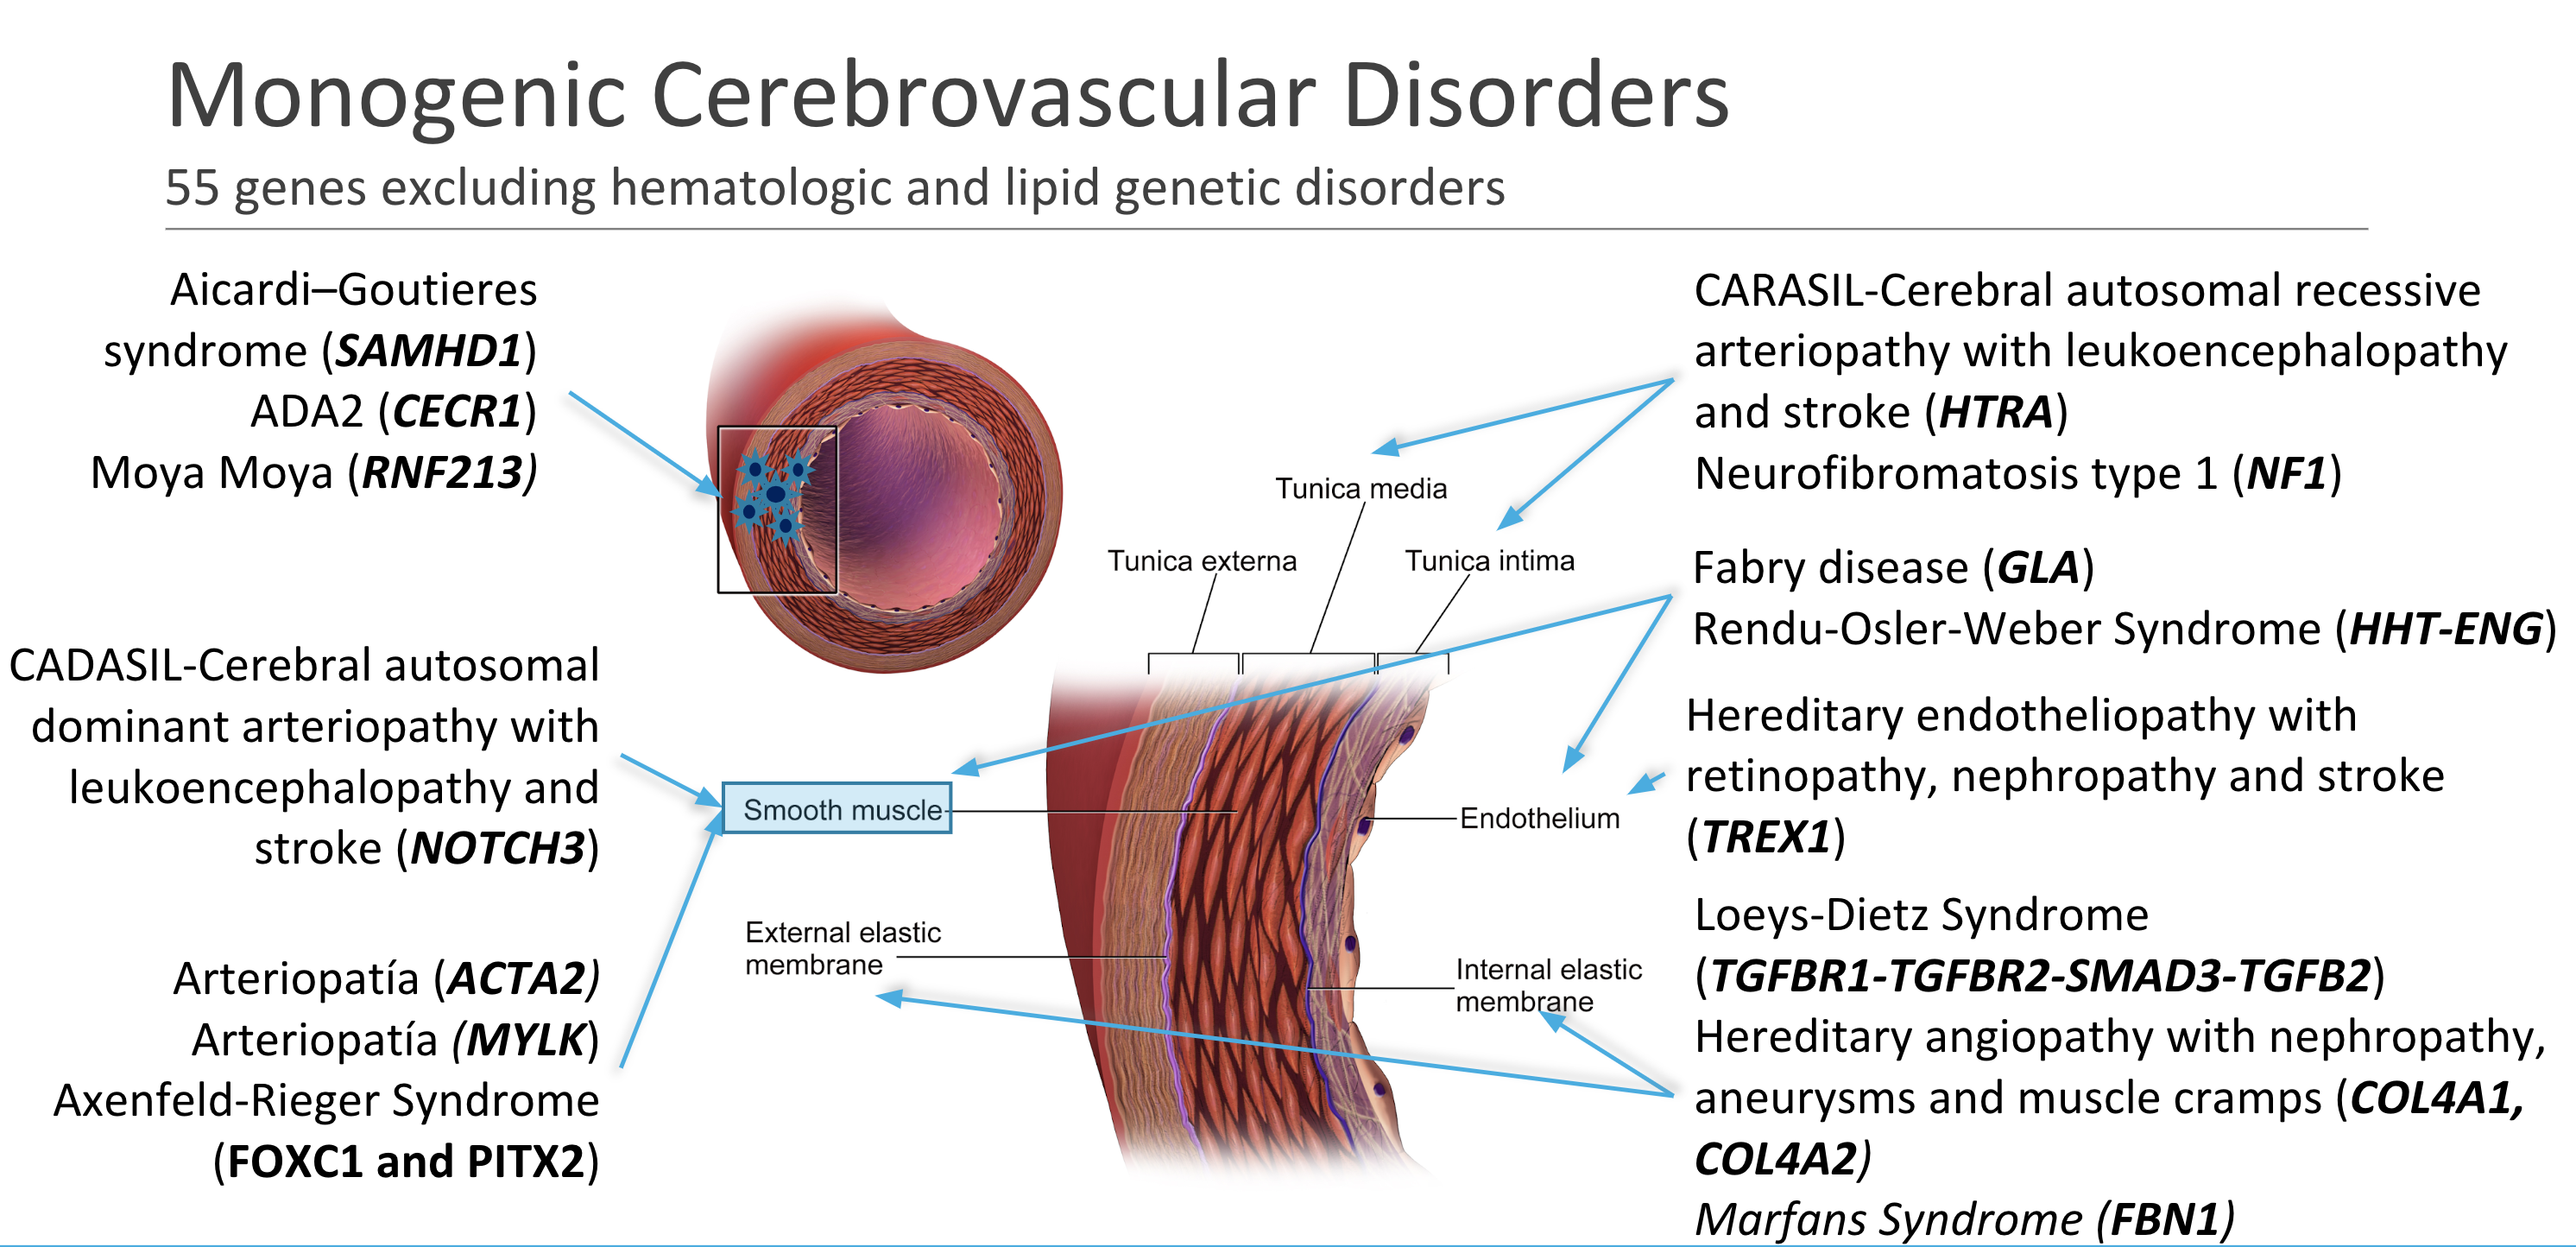 Monogenic Cerebrovascular Disorders
55 genes excluding hematologic and lipid genetic disorders
Aicardi–Goutieres
syndrome (SAMHD1)
ADA2 (CECR1)
Moya Moya (RNF213)
CADASIL-Cerebral autosomal
dominant arteriopathy with
leukoencephalopathy and
stroke (NOTCH3)
Arteriopatía (ACTA2)
Arteriopatía (MYLK)
Axenfeld-Rieger Syndrome
(FOXC1 and PITX2)
Tunica media
Tunica externa
Tunica intima
Smooth muscle
Endothelium
External elastic
membrane
Internal elastic
membrane
CARASIL-Cerebral autosomal recessive
arteriopathy with leukoencephalopathy
and stroke (HTRA)
Neurofibromatosis type 1 (NF1)
Fabry disease (GLA)
Rendu-Osler-Weber Syndrome (HHT-ENG)
Hereditary endotheliopathy with
retinopathy, nephropathy and stroke
(TREX1)
Loeys-Dietz Syndrome
(TGFBR1-TGFBR2-SMAD3-TGFB2)
Hereditary angiopathy with nephropathy,
aneurysms and muscle cramps (COL4A1,
COL4A2)
Marfans Syndrome (FBN1)